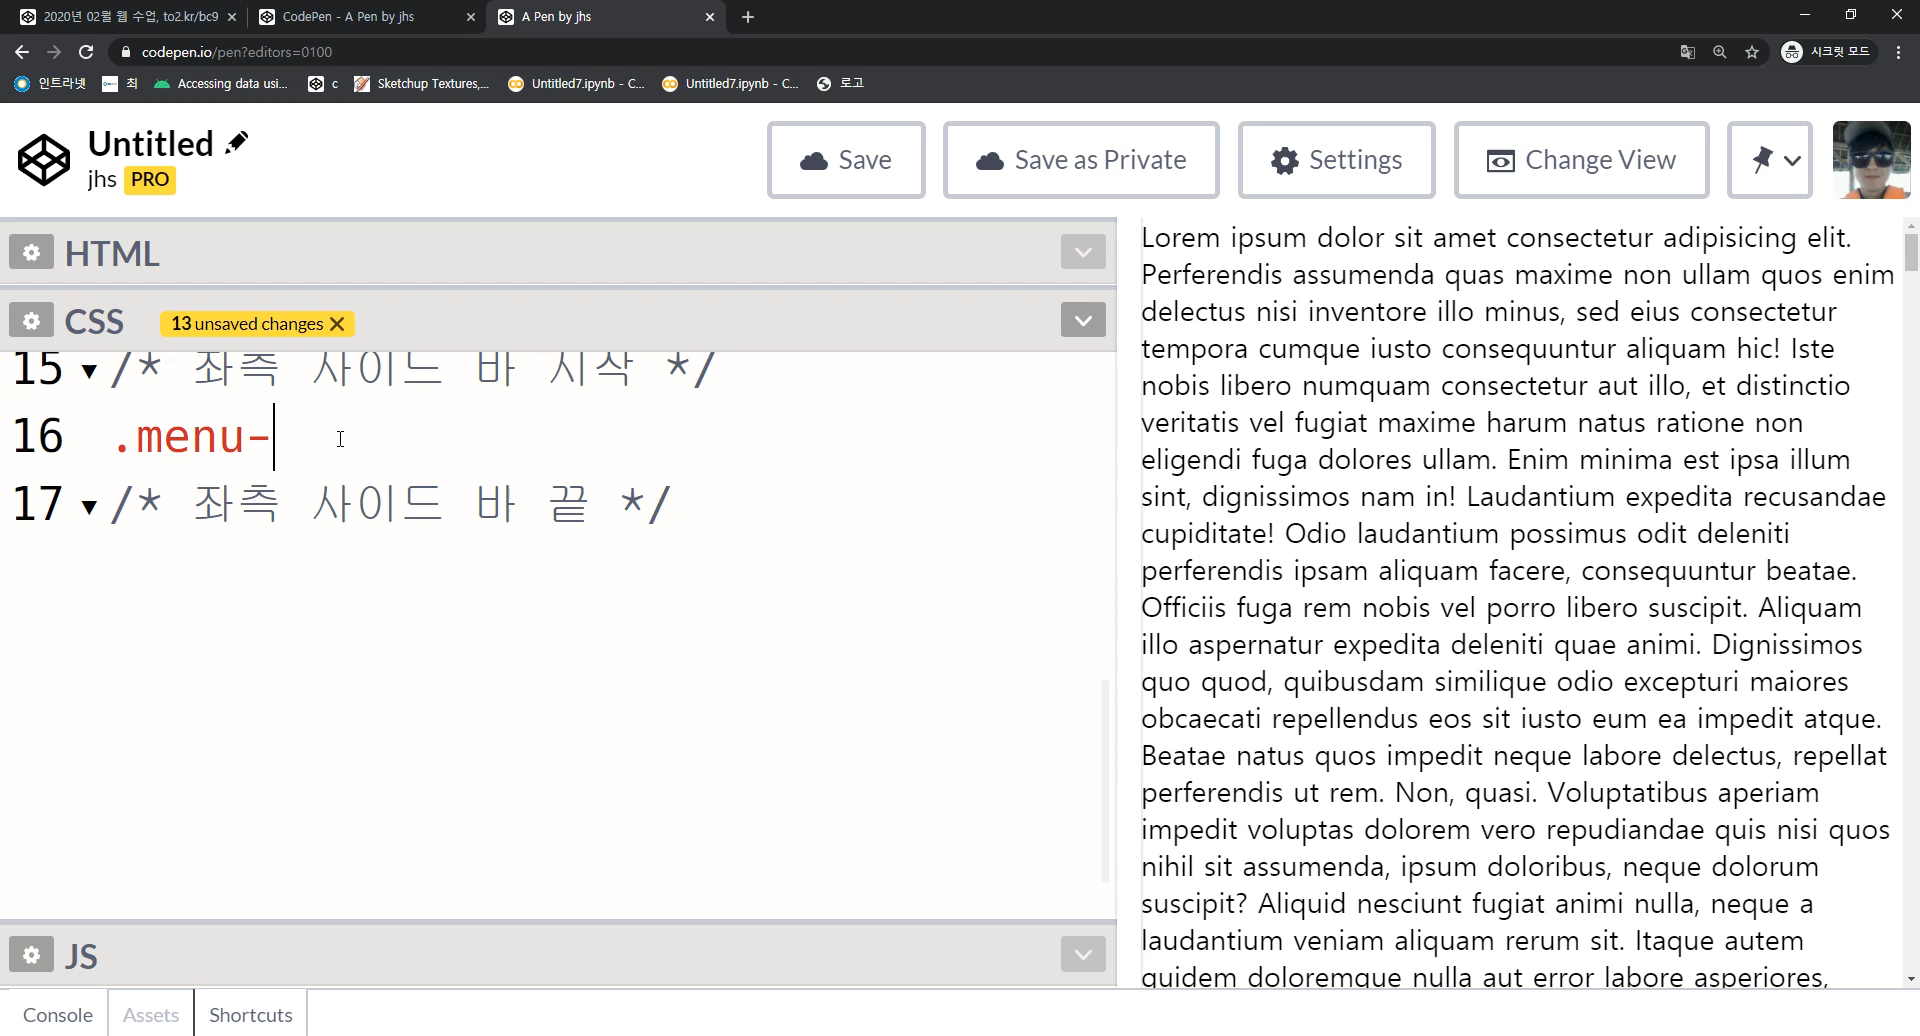 2020년 02월 웹 수업, to2.kr/bc9
CodePen - A Pen by jhs
A Pen by jhs
codepen.io/pen?editors=0100
시크릿 모드
인트라넷
최
Accessing data usi...
c
Sketchup Textures,...
Untitled7.ipynb - C...
Untitled7.ipynb - C...
로고
Untitled
jhs PRO
Save
Save as Private
Settings
Change View
HTML
CSS
13 unsaved changes
15 /* 좌측 사이드 바 시작 */
16 .menu-
17 /* 좌측 사이드 바 끝 */
JS
Console
Assets
Shortcuts
Lorem ipsum dolor sit amet consectetur adipisicing elit.
Perferendis assumenda quas maxime non ullam quos enim
delectus nisi inventore illo minus, sed eius consectetur
tempora cumque iusto consequuntur aliquam hic! Iste
nobis libero numquam consectetur aut illo, et distinctio
veritatis vel fugiat maxime harum natus ratione non
eligendi fuga dolores ullam. Enim minima est ipsa illum
sint, dignissimos nam in! Laudantium expedita recusandae
cupiditate! Odio laudantium possimus odit deleniti
perferendis ipsam aliquam facere, consequuntur beatae.
Officiis fuga rem nobis vel porro libero suscipit. Aliquam
illo aspernatur expedita deleniti quae animi. Dignissimos
quo quod, quibusdam similique odio excepturi maiores
obcaecati repellendus eos sit iusto eum ea impedit atque.
Beatae natus quos impedit neque labore delectus, repellat
perferendis ut rem. Non, quasi. Voluptatibus aperiam
impedit voluptas dolorem vero repudiandae quis nisi quos
nihil sit assumenda, ipsum doloribus, neque dolorum
suscipit? Aliquid nesciunt fugiat animi nulla, neque a
laudantium veniam aliquam rerum sit. Itaque autem
quidem doloremque nulla aut error labore asperiores,